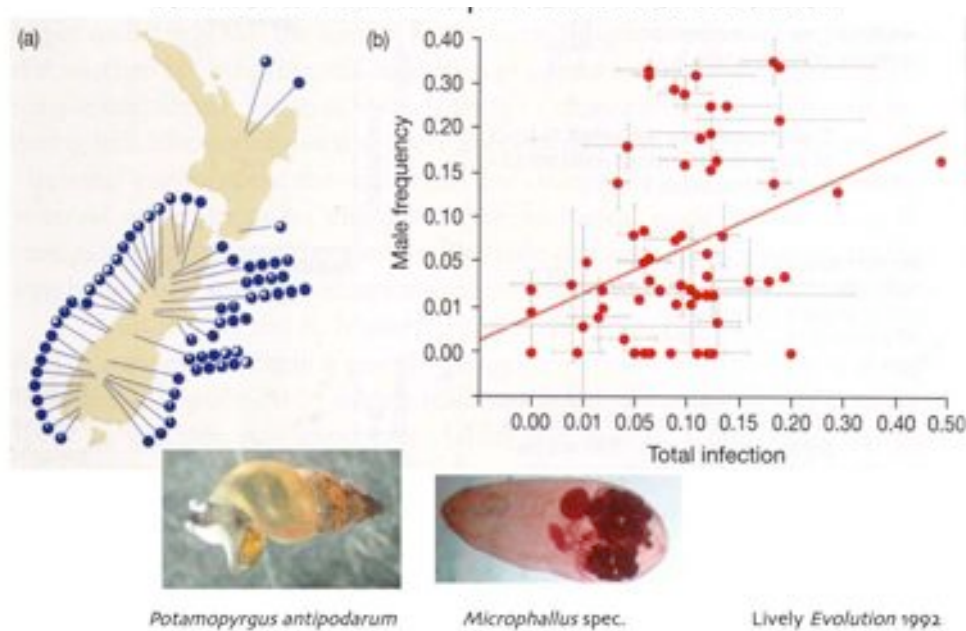 (a)
(b)
Male frequency
0.40
0.30
0.20
0.15
0.10
0.05
0.01
0.00
0.00 0.01 0.05 0.10 0.15 0.20 0.30 0.50
Total infection
Potamopyrgus antipodarum Microphallus spec. Lively Evolution 1992